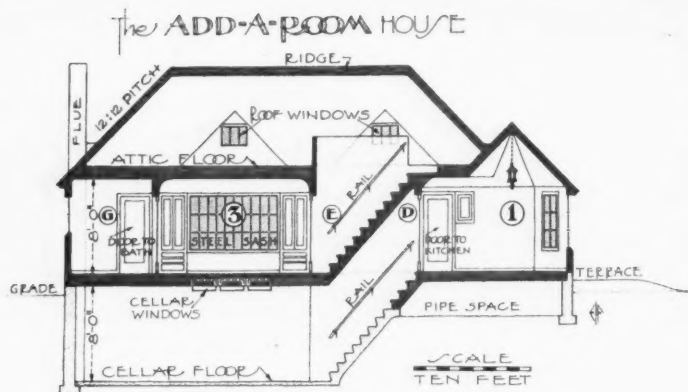 The ADD-A-ROOM HOUSE
RIDGE
12:12 PITCH
FLUE
ROOF WINDOWS
ATTIC FLOOR
RAIL
G
3
E
D
1
8'-0"
DOOR TO BATH
STEEL SASH
DOOR TO KITCHEN
GRADE
TERRACE
CELLAR WINDOWS
RAIL
PIPE SPACE
8'-0"
CELLAR FLOOR
SCALE
TEN FEET